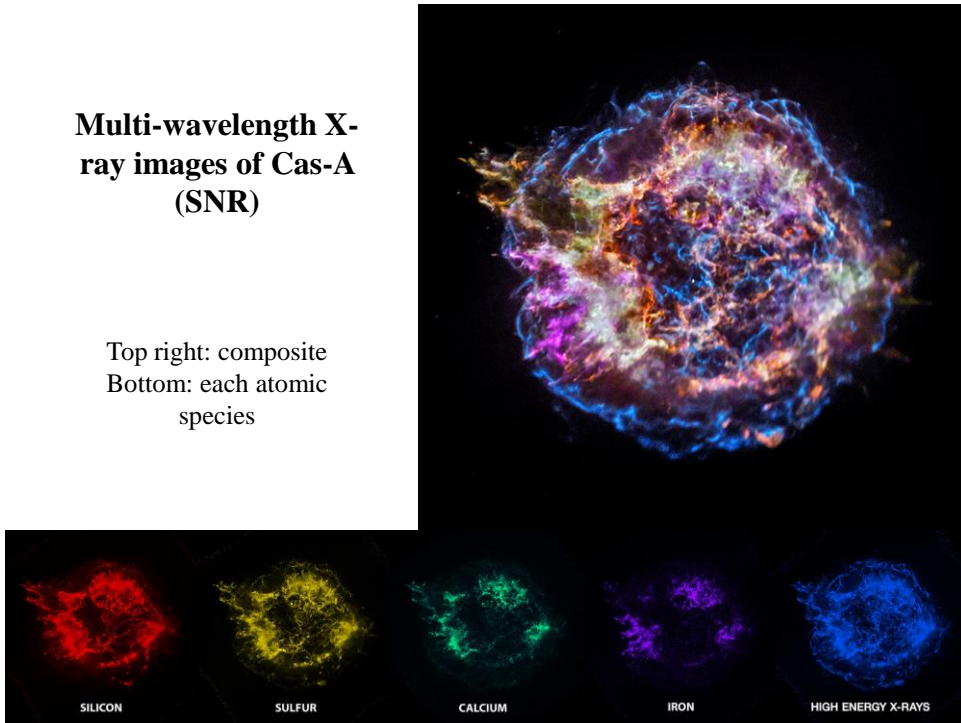 Multi-wavelength X-
ray images of Cas-A
(SNR)
Top right: composite
Bottom: each atomic
species
SILICON
SULFUR
CALCIUM
IRON
HIGH ENERGY X-RAYS